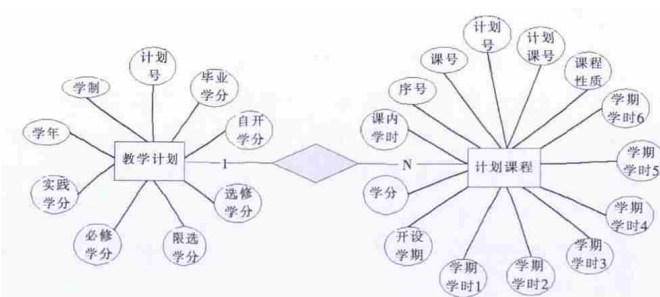 计划
号
毕业
学分
学制
自开
学分
学年
教学计划
1
实践
学分
选修
学分
必修
学分
限选
学分
计划
号
计划
课号
课号
课程
性质
序号
学期
学时6
课内
学时
N
计划课程
学期
学时5
学分
学期
学时4
开设
学期
学期
学时3
学期
学时1
学期
学时2